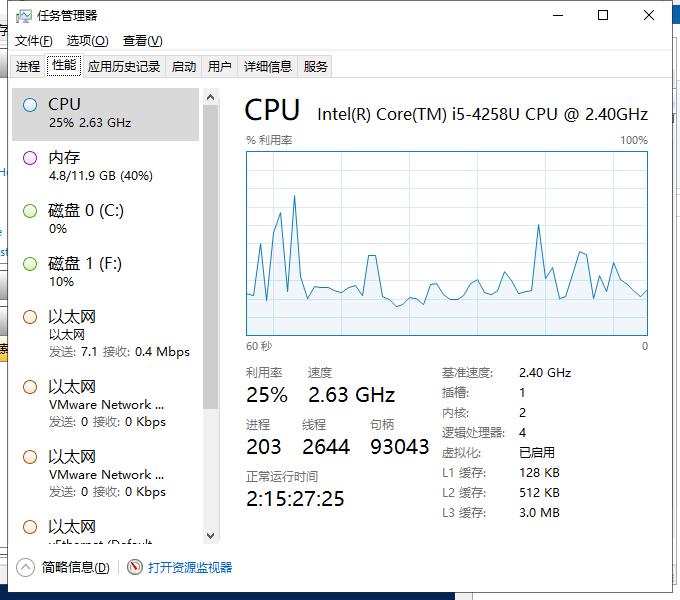 任务管理器
文件(F) 选项(O) 查看(V)
进程 性能 应用历史记录 启动 用户 详细信息 服务
CPU
25% 2.63 GHz
内存
4.8/11.9 GB (40%)
磁盘 0 (C:)
0%
磁盘 1 (F:)
10%
以太网
以太网
发送: 7.1 接收: 0.4 Mbps
以太网
VMware Network ...
发送: 0 接收: 0 Kbps
以太网
VMware Network ...
发送: 0 接收: 0 Kbps
以太网
vEthernet (Default
CPU Intel(R) Core(TM) i5-4258U CPU @ 2.40GHz
% 利用率 100%
60 秒 0
利用率 速度
25% 2.63 GHz
进程 线程 句柄
203 2644 93043
正常运行时间
2:15:27:25
基准速度: 2.40 GHz
插槽: 1
内核: 2
逻辑处理器: 4
虚拟化: 已启用
L1 缓存: 128 KB
L2 缓存: 512 KB
L3 缓存: 3.0 MB
简略信息(D) 打开资源监视器